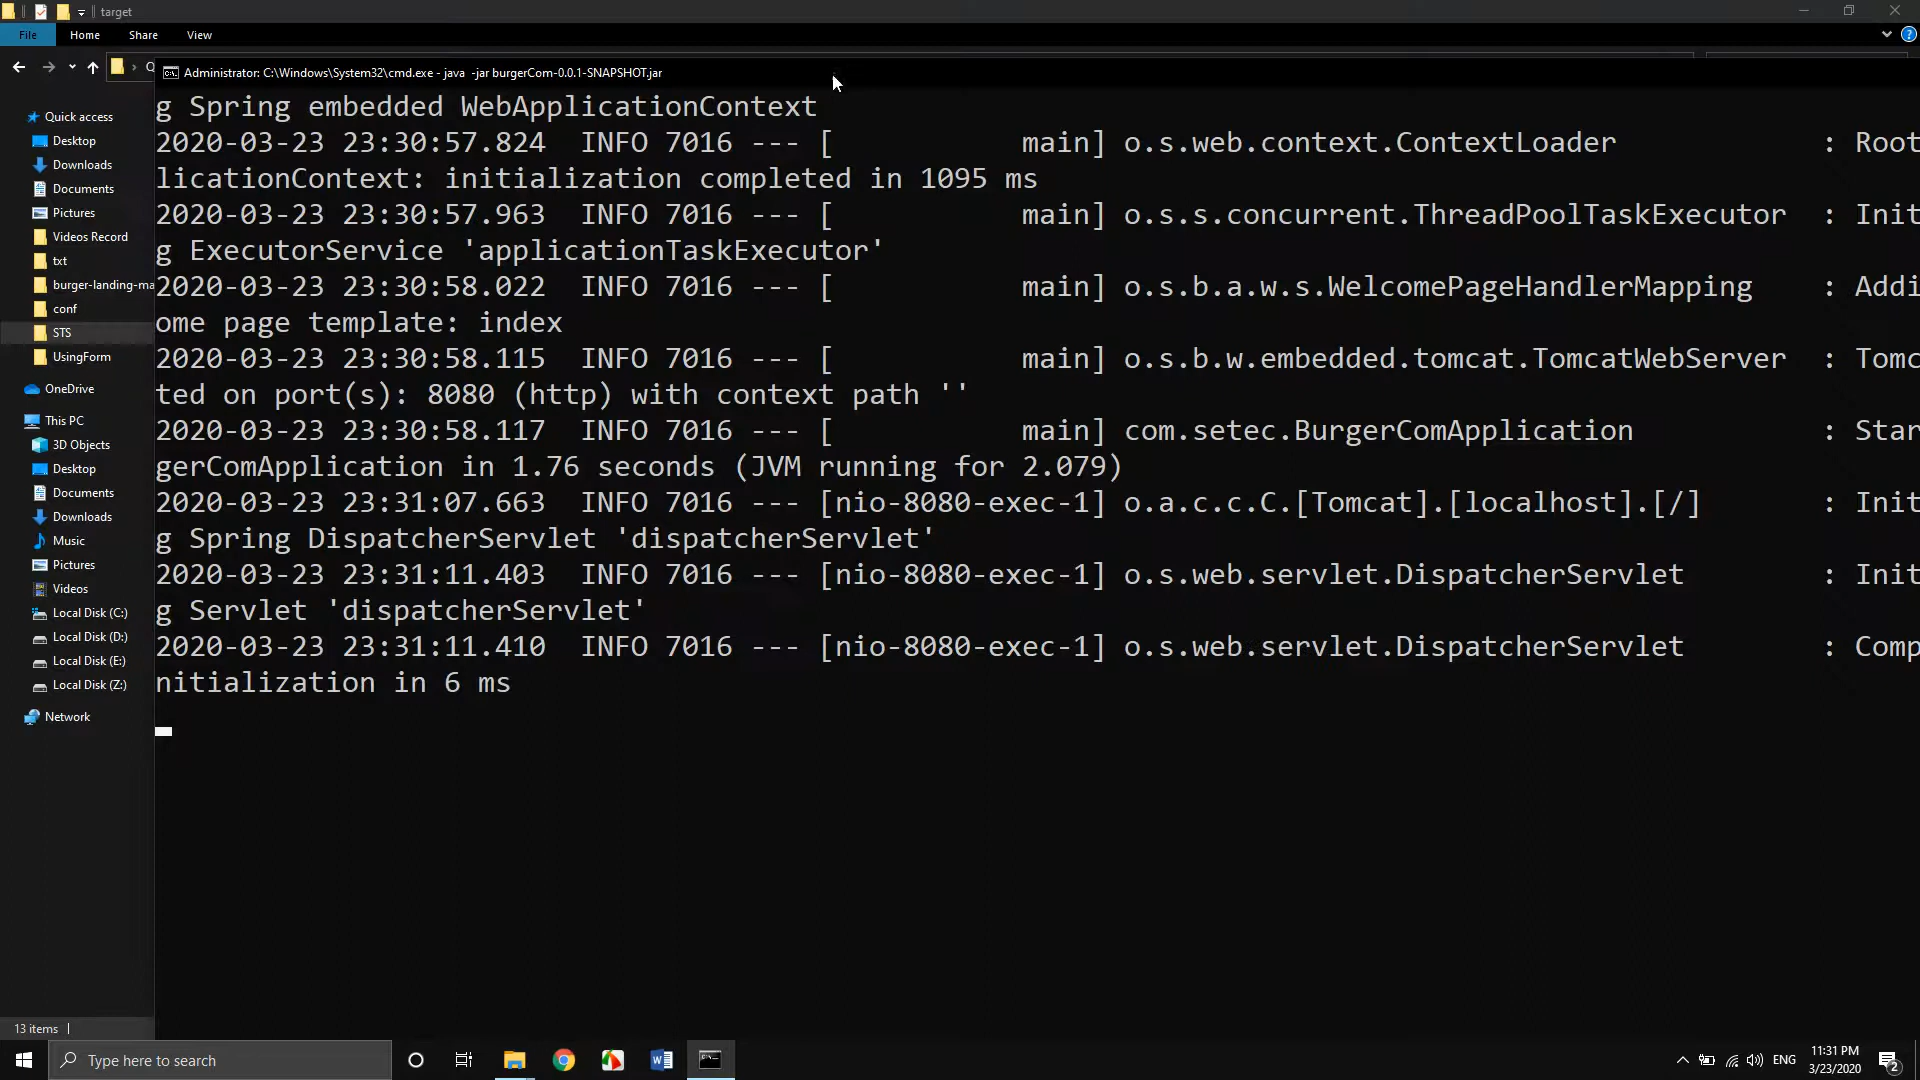 target
File Home Share View
Q
Administrator: C:\Windows\System32\cmd.exe - java -jar burgerCom-0.0.1-SNAPSHOT.jar
g Spring embedded WebApplicationContext
2020-03-23 23:30:57.824 INFO 7016 --- [ main] o.s.web.context.ContextLoader : Root
licationContext: initialization completed in 1095 ms
2020-03-23 23:30:57.963 INFO 7016 --- [ main] o.s.s.concurrent.ThreadPoolTaskExecutor : Init
g ExecutorService 'applicationTaskExecutor'
2020-03-23 23:30:58.022 INFO 7016 --- [ main] o.s.b.a.w.s.WelcomePageHandlerMapping : Addi
ome page template: index
2020-03-23 23:30:58.115 INFO 7016 --- [ main] o.s.b.w.embedded.tomcat.TomcatWebServer : Tomc
ted on port(s): 8080 (http) with context path ''
2020-03-23 23:30:58.117 INFO 7016 --- [ main] com.setec.BurgerComApplication : Star
gerComApplication in 1.76 seconds (JVM running for 2.079)
2020-03-23 23:31:07.663 INFO 7016 --- [nio-8080-exec-1] o.a.c.c.C.[Tomcat].[localhost].[/] : Init
g Spring DispatcherServlet 'dispatcherServlet'
2020-03-23 23:31:11.403 INFO 7016 --- [nio-8080-exec-1] o.s.web.servlet.DispatcherServlet : Init
g Servlet 'dispatcherServlet'
2020-03-23 23:31:11.410 INFO 7016 --- [nio-8080-exec-1] o.s.web.servlet.DispatcherServlet : Comp
nitialization in 6 ms
Quick access
Desktop
Downloads
Documents
Pictures
Videos Record
txt
burger-landing-ma
conf
STS
UsingForm
OneDrive
This PC
3D Objects
Desktop
Documents
Downloads
Music
Pictures
Videos
Local Disk (C:)
Local Disk (D:)
Local Disk (E:)
Local Disk (Z:)
Network
13 items
Type here to search
ENG
11:31 PM
3/23/2020
2